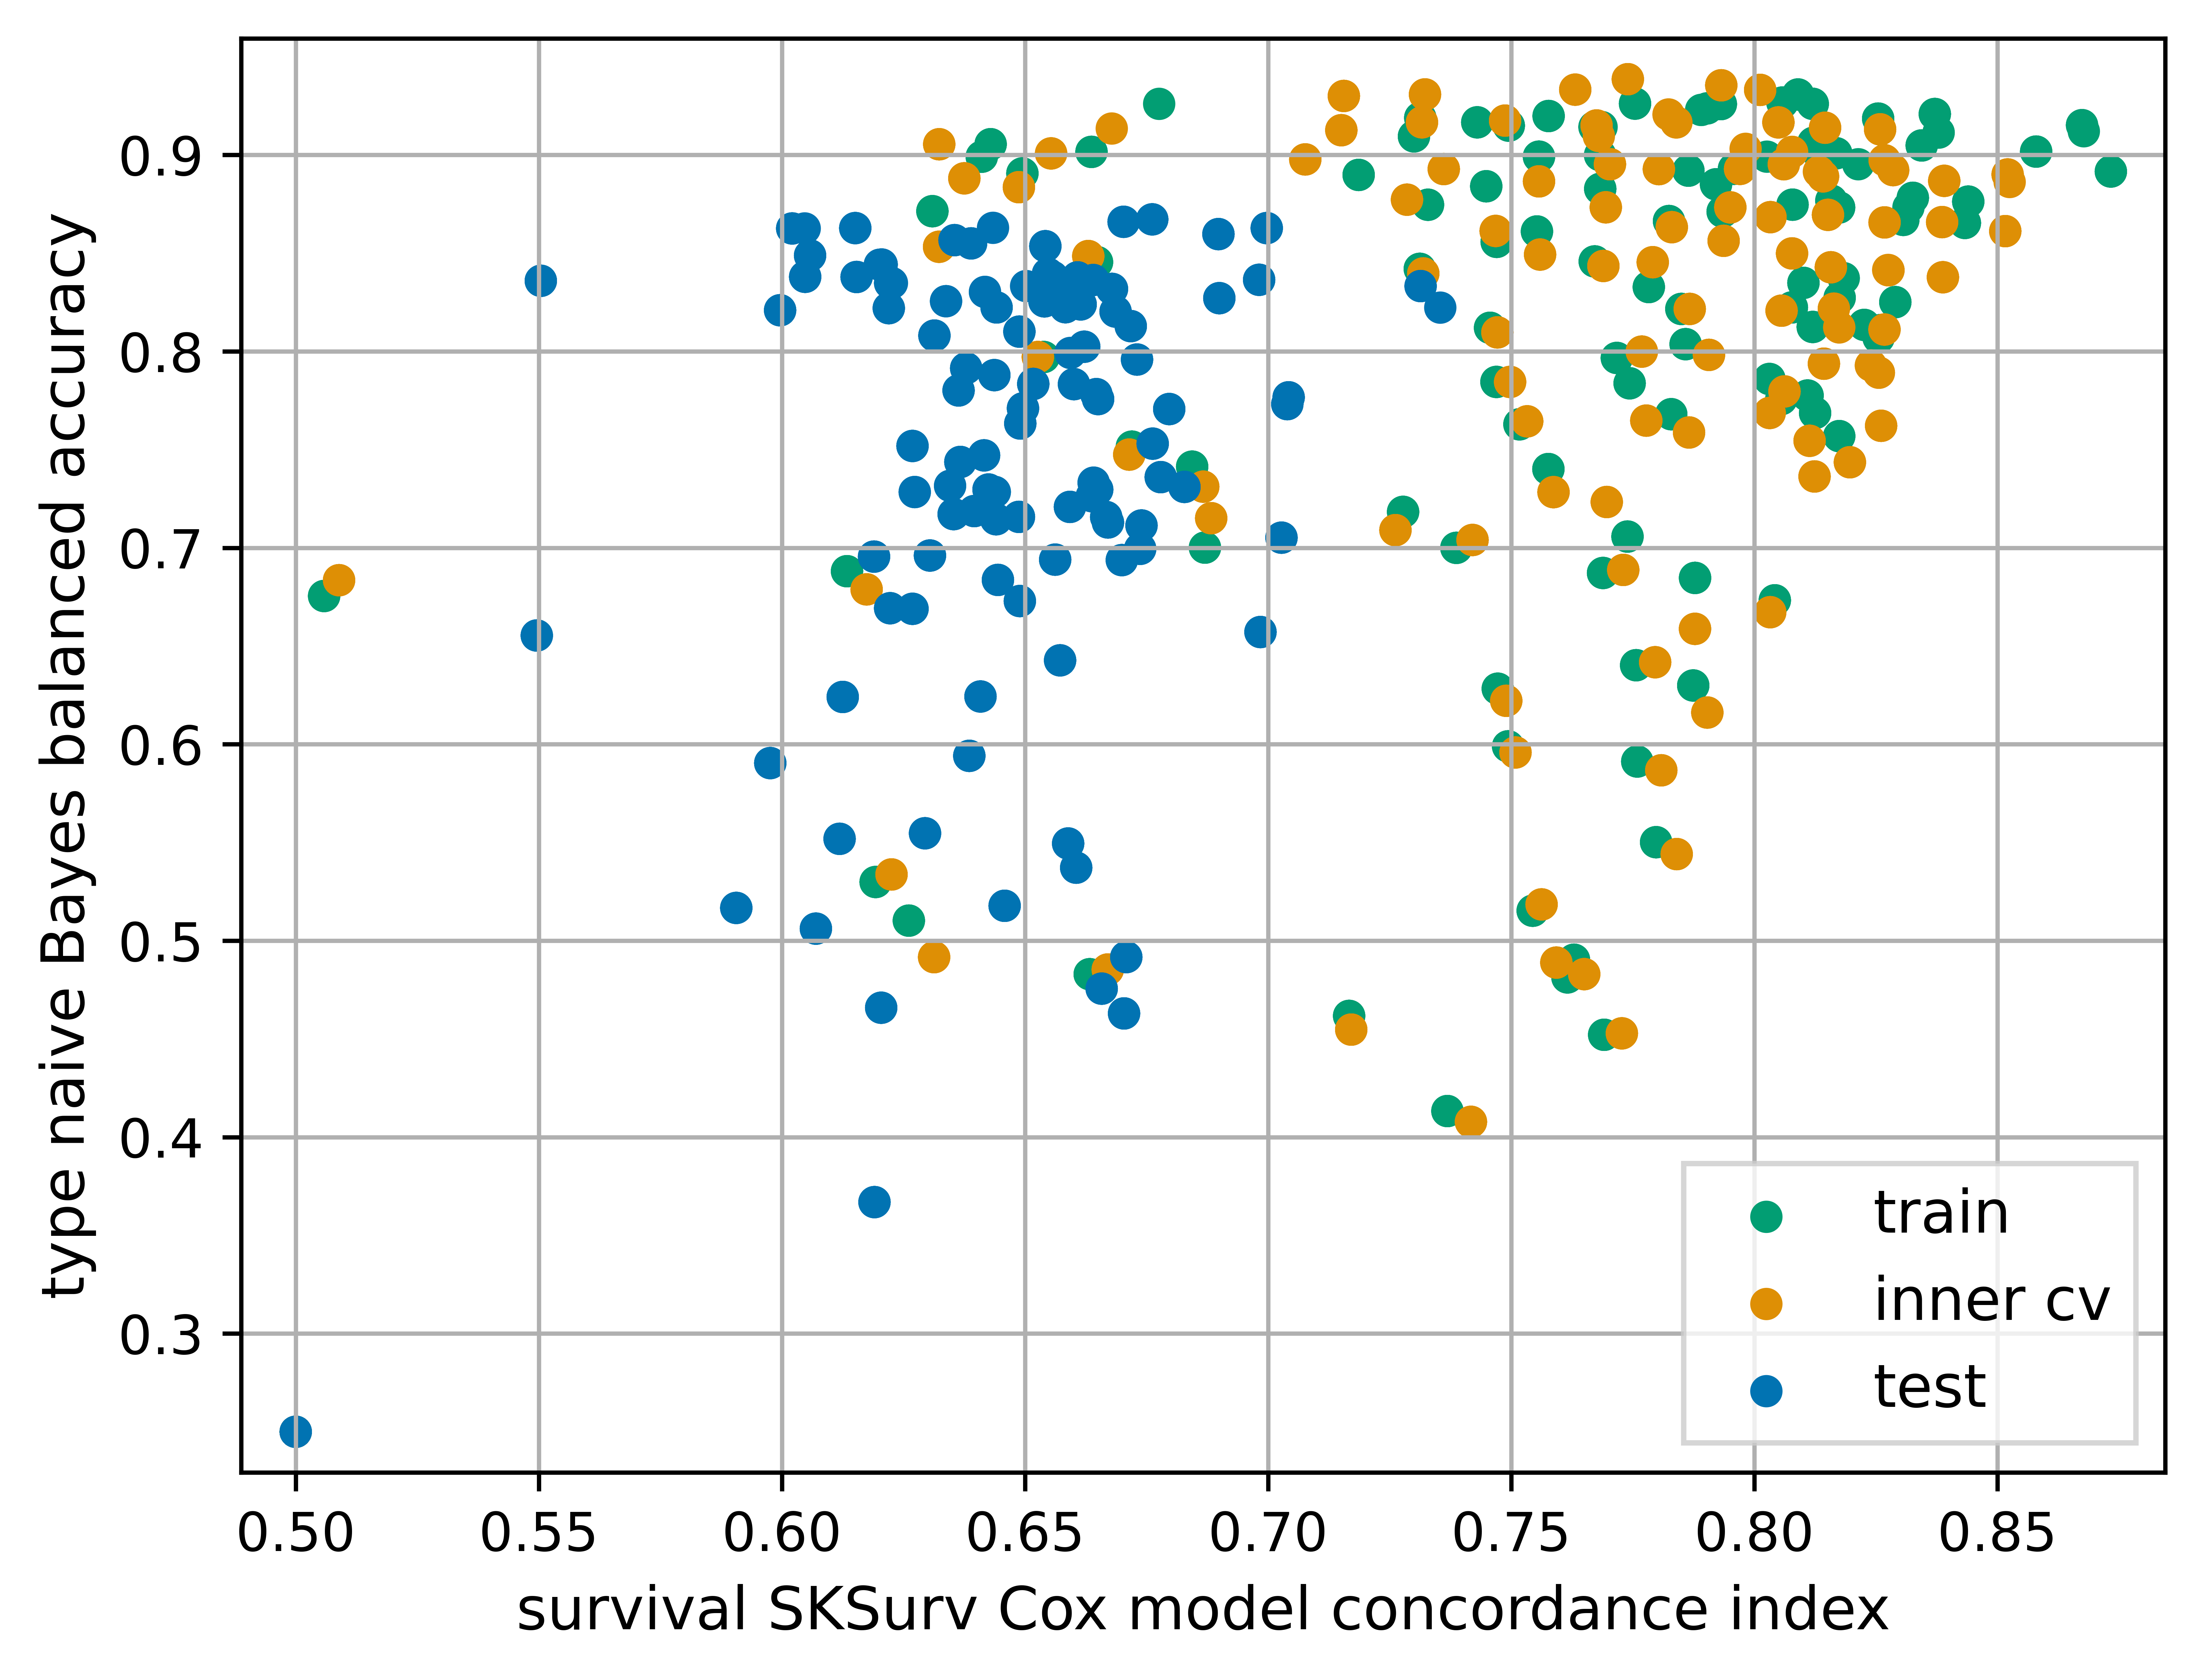 type naive Bayes balanced accuracy
0.9
0.8
0.7
0.6
0.5
0.4
0.3
train
inner cv
test
0.50 0.55 0.60 0.65 0.70 0.75 0.80 0.85
survival SKSurv Cox model concordance index